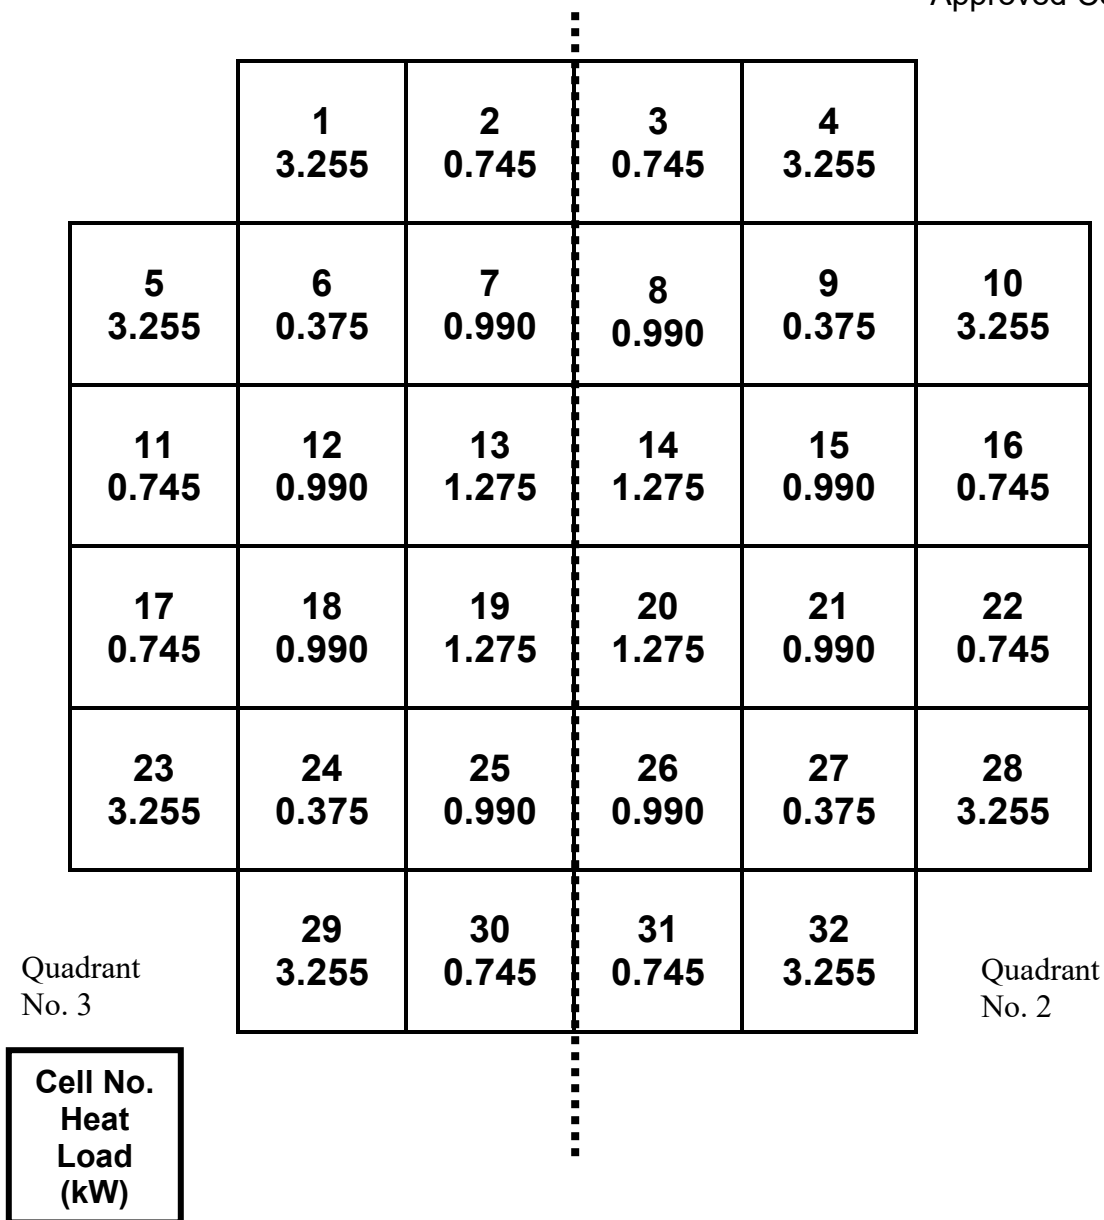 Approved
1 2 3 4
3.255 0.745 0.745 3.255
5 6 7 8 9 10
3.255 0.375 0.990 0.990 0.375 3.255
11 12 13 14 15 16
0.745 0.990 1.275 1.275 0.990 0.745
17 18 19 20 21 22
0.745 0.990 1.275 1.275 0.990 0.745
23 24 25 26 27 28
3.255 0.375 0.990 0.990 0.375 3.255
29 30 31 32
3.255 0.745 0.745 3.255
Quadrant
No. 3
Quadrant
No. 2
Cell No.
Heat
Load
(kW)